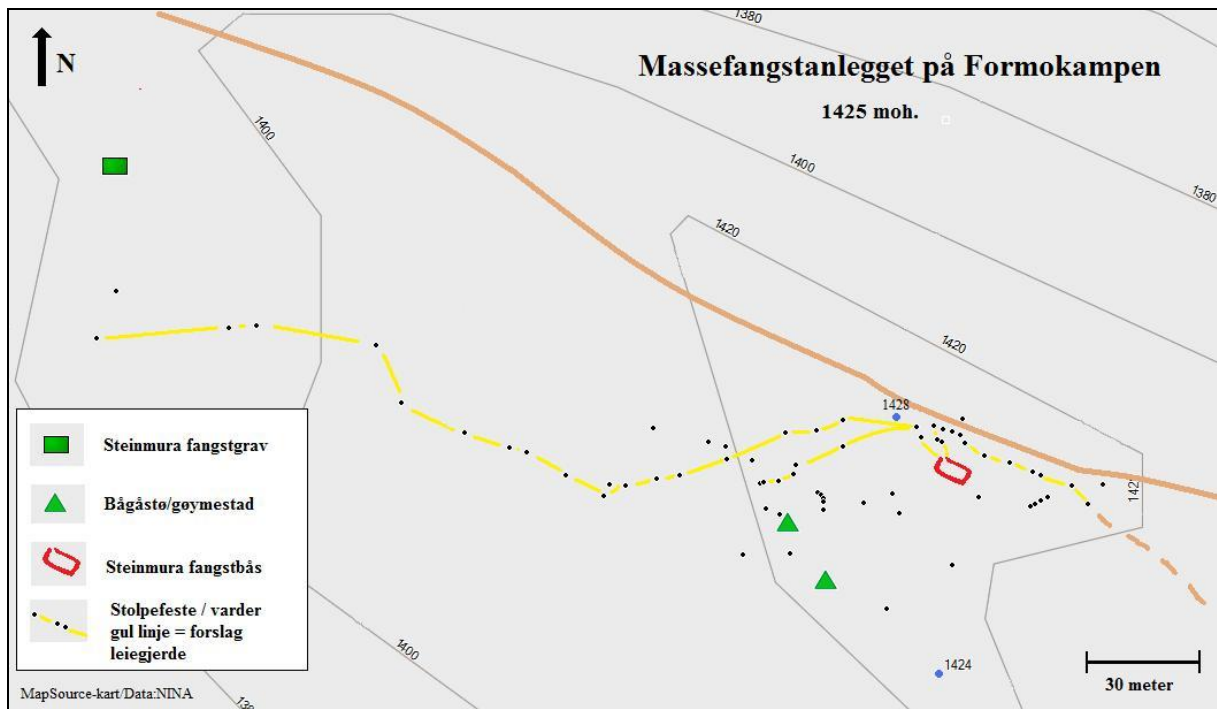 1380
N
Massefangstanlegget på Formokampen
1425 moh.
1400
1400
1380
1420
1420
1428
Steinmura fangstgrav
Bågåstø/gøymestad
Steinmura fangstbås
Stolpefeste / varder
gul linje = forslag
leiegjerde
1400
1424
30 meter
MapSource-kart/Data:NINA